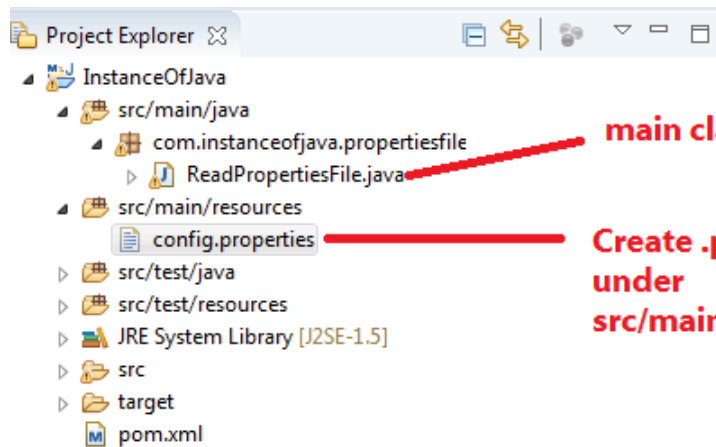 Project Explorer
InstanceOfJava
src/main/java
com.instanceofjava.propertiesfile
ReadPropertiesFile.java
main cl
src/main/resources
config.properties
Create .p
under
src/main
src/test/java
src/test/resources
JRE System Library [J2SE-1.5]
src
target
pom.xml